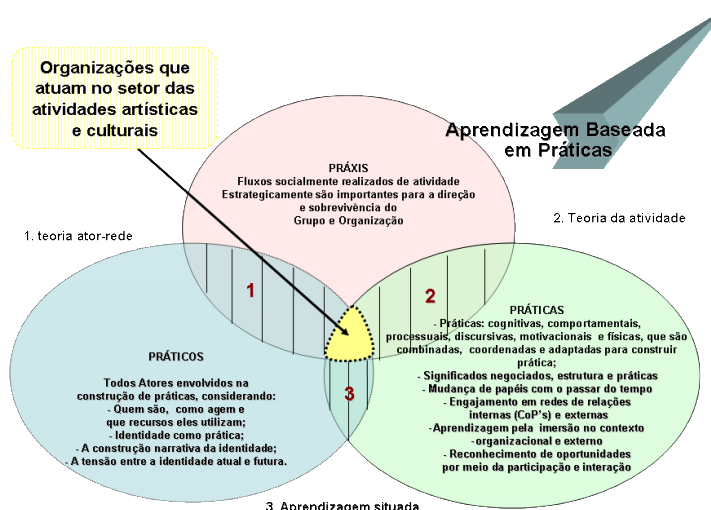 Organizações que
atuam no setor das
atividades artísticas
e culturais
Aprendizagem Baseada
em Práticas
PRÁXIS
Fluxos socialmente realizados de atividade
Estrategicamente são importantes para a direção
e sobrevivência do
Grupo e Organização
2. Teoria da atividade
1. teoria ator-rede
1
2
3
PRÁTICOS
Todos Atores envolvidos na
construção de práticas, considerando:
- Quem são, como agem e
que recursos eles utilizam;
- Identidade como prática;
- A construção narrativa da identidade;
- A tensão entre a identidade atual e futura.
PRÁTICAS
- Práticas: cognitivas, comportamentais,
processuais, discursivas, motivacionais e físicas, que são
combinadas, coordenadas e adaptadas para construir
prática;
- Significados negociados, estrutura e práticas
- Mudança de papéis com o passar do tempo
- Engajamento em redes de relações
internas (CoP's) e externas
-Aprendizagem pela imersão no contexto
-organizacional e externo
- Reconhecimento de oportunidades
por meio da participação e interação
3. Aprendizagem situada